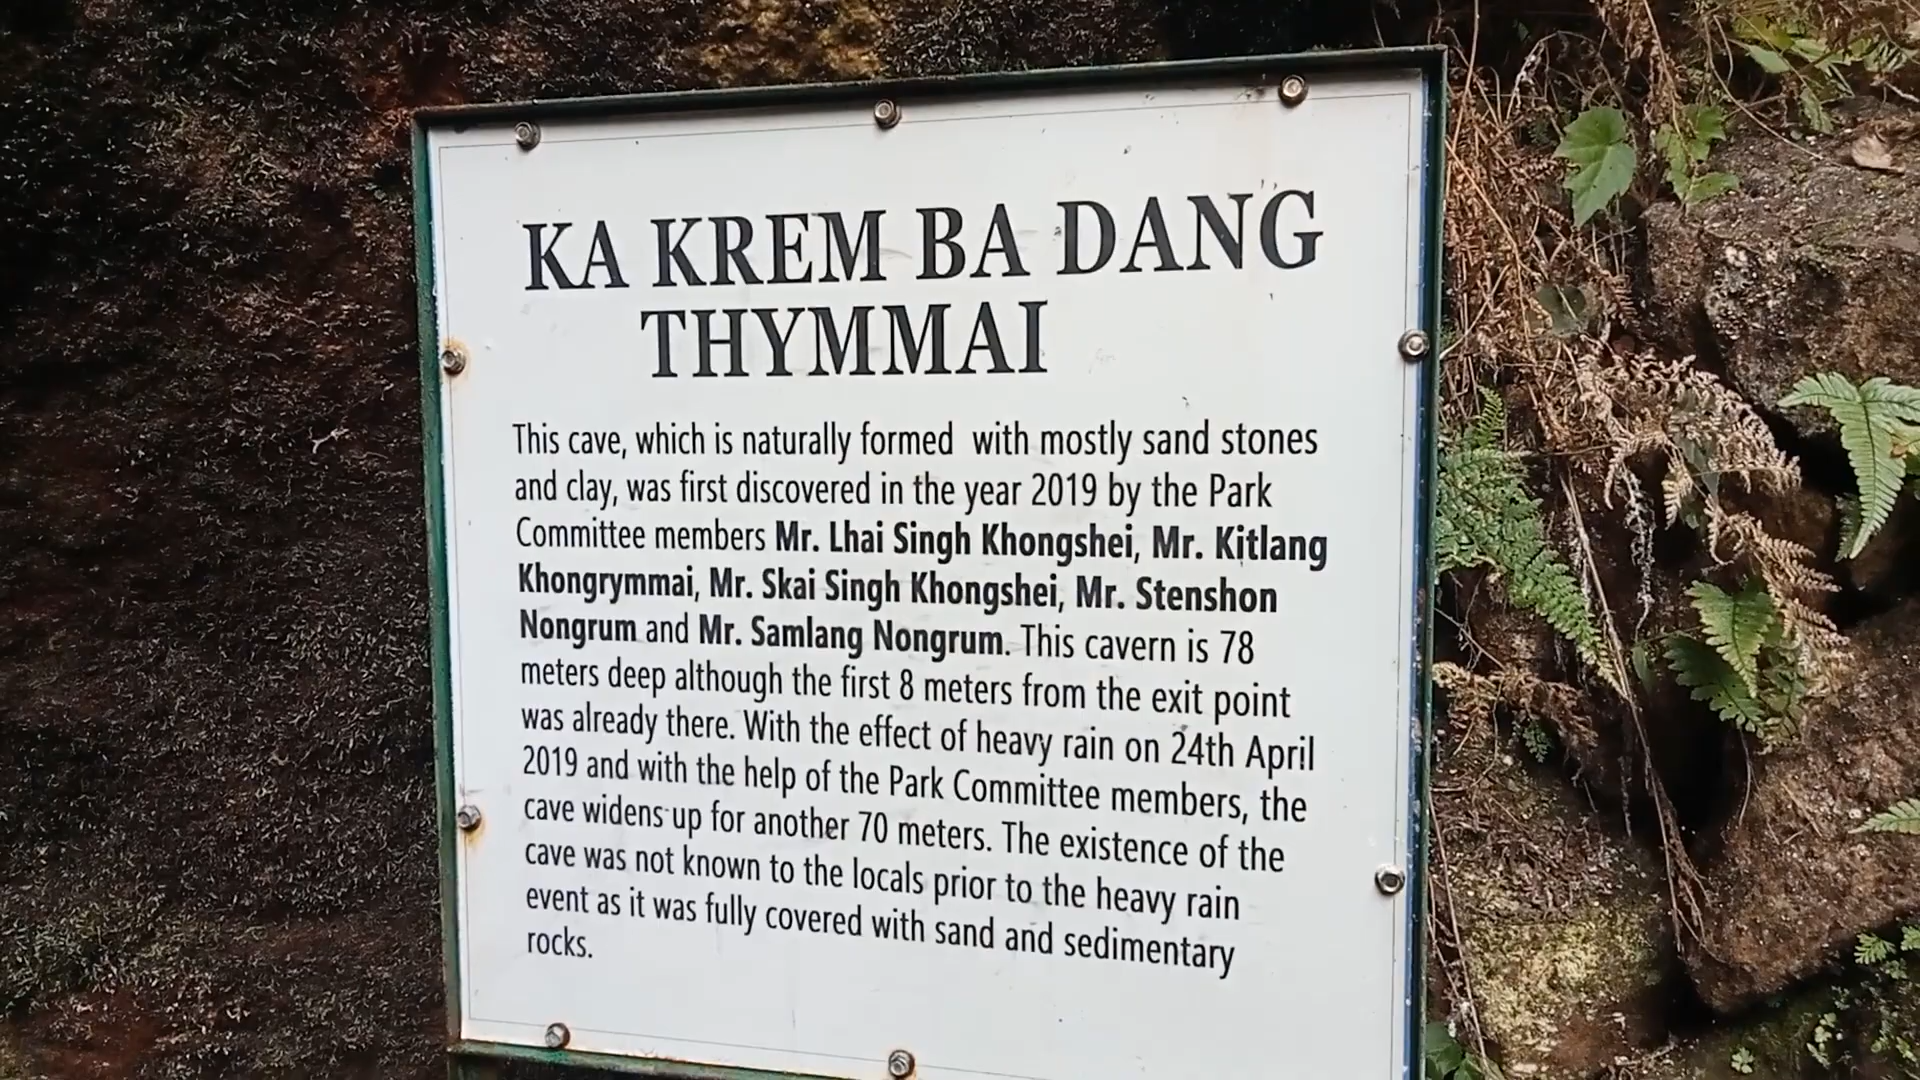 KA KREM BA DANG
THYMMAI
This cave, which is naturally formed with mostly sand stones
and clay, was first discovered in the year 2019 by the Park
Committee members Mr. Lhai Singh Khongshei, Mr. Kitlang
Khongrymmai, Mr. Skai Singh Khongshei, Mr. Stenshon
Nongrum and Mr. Samlang Nongrum. This cavern is 78
meters deep although the first 8 meters from the exit point
was already there. With the effect of heavy rain on 24th April
2019 and with the help of the Park Committee members, the
cave widens up for another 70 meters. The existence of the
cave was not known to the locals prior to the heavy rain
event as it was fully covered with sand and sedimentary
rocks.